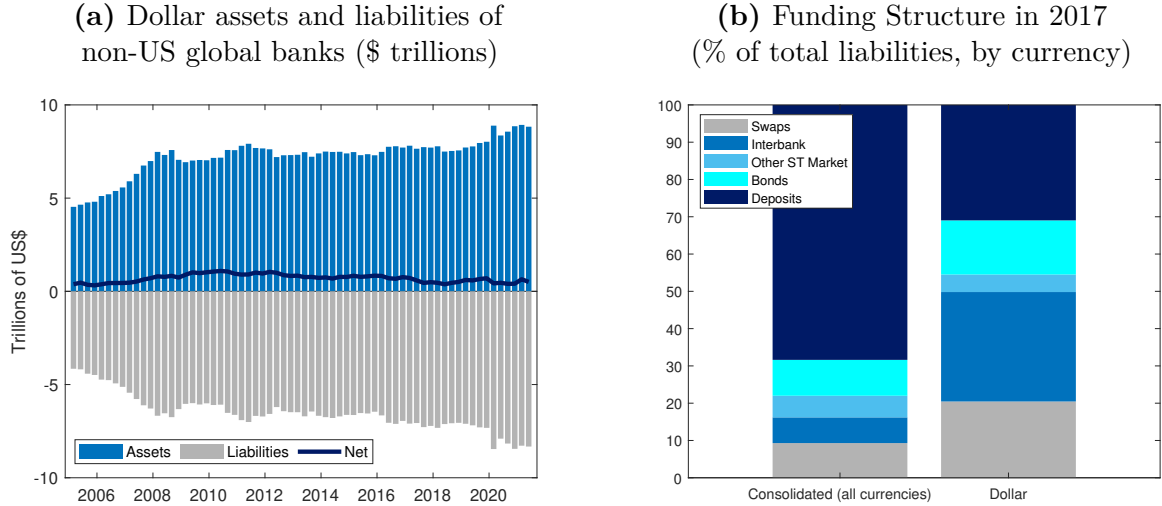 (a) Dollar assets and liabilities of
non-US global banks ($ trillions)
10
5
0
-5
-10
Trillions of US$
Assets
Liabilities
Net
2006
2008
2010
2012
2014
2016
2018
2020
(b) Funding Structure in 2017
(% of total liabilities, by currency)
100
90
80
70
60
50
40
30
20
10
0
Swaps
Interbank
Other ST Market
Bonds
Deposits
Consolidated (all currencies)
Dollar